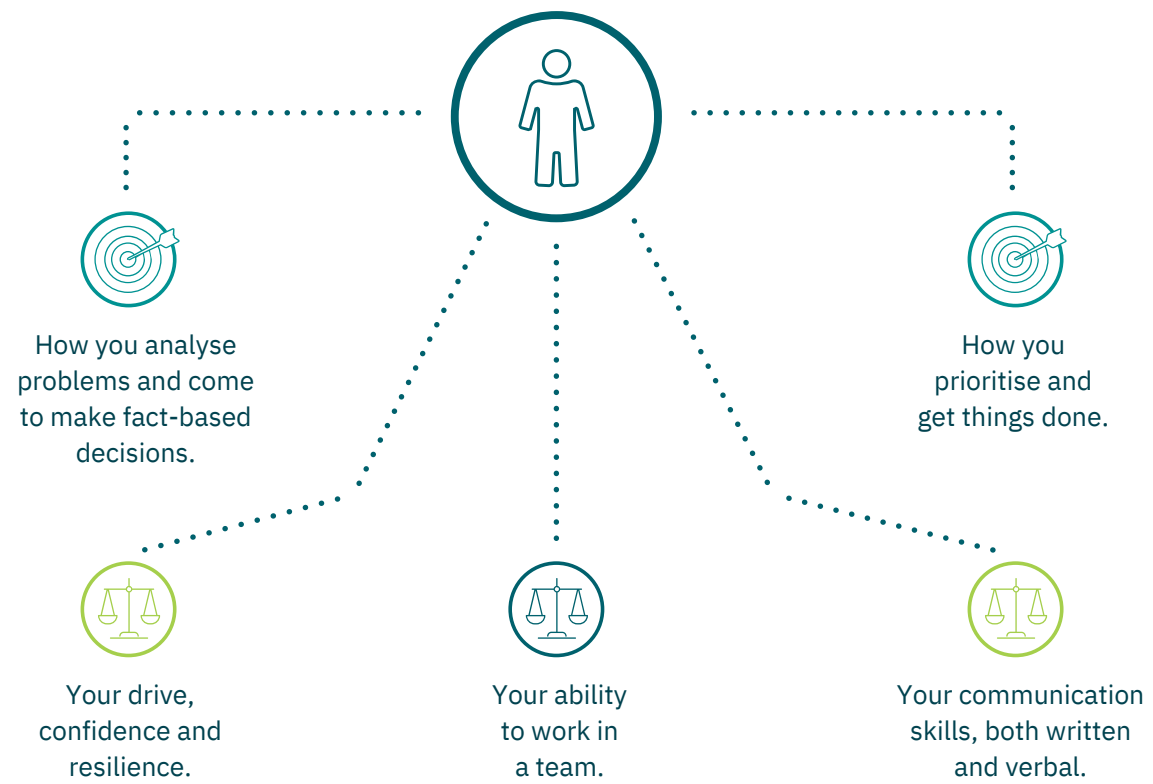 How you analyse
problems and come
to make fact-based
decisions.
How you
prioritise and
get things done.
Your drive,
confidence and
resilience.
Your ability
to work in
a team.
Your communication
skills, both written
and verbal.